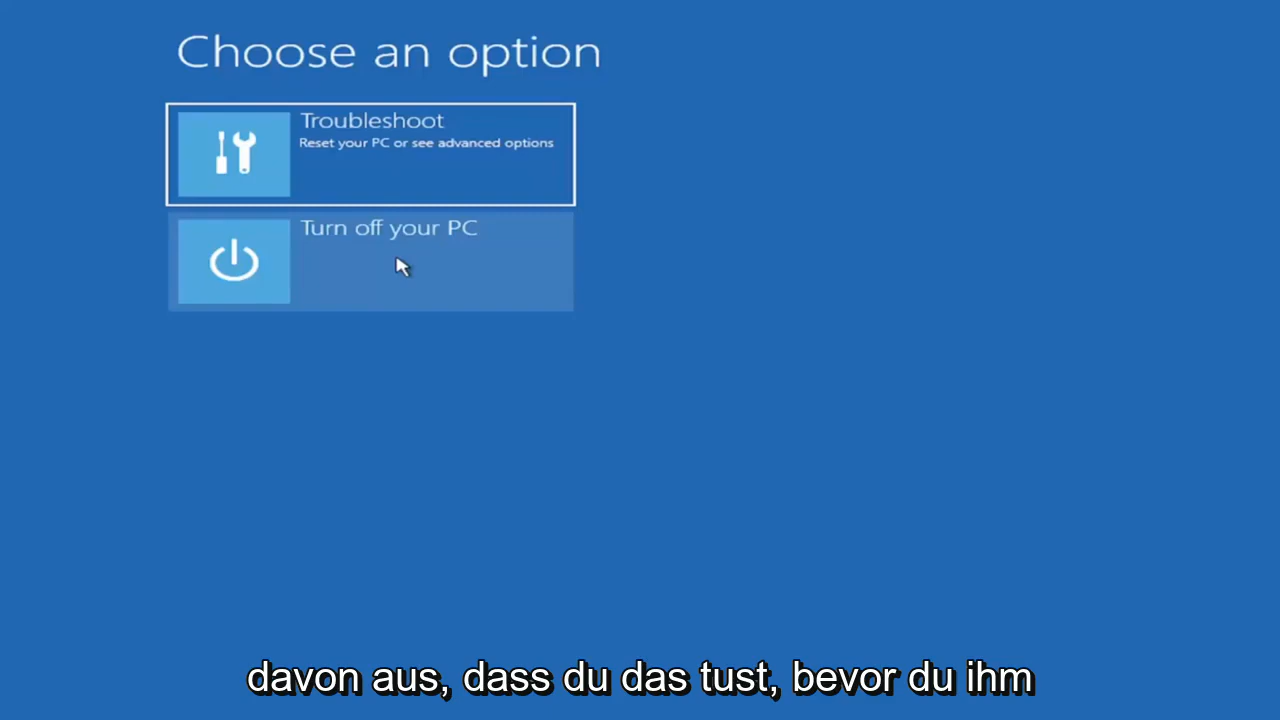 Choose an option
Troubleshoot
Reset your PC or see advanced options
Turn off your PC
davon aus, dass du das tust, bevor du ihm